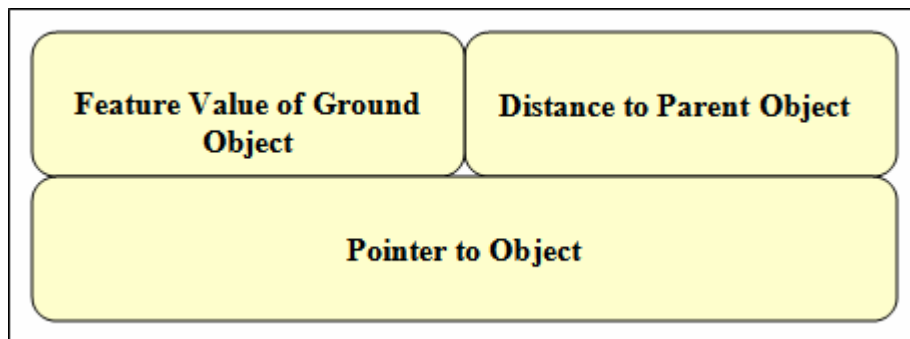 Feature Value of Ground
Object
Distance to Parent Object
Pointer to Object